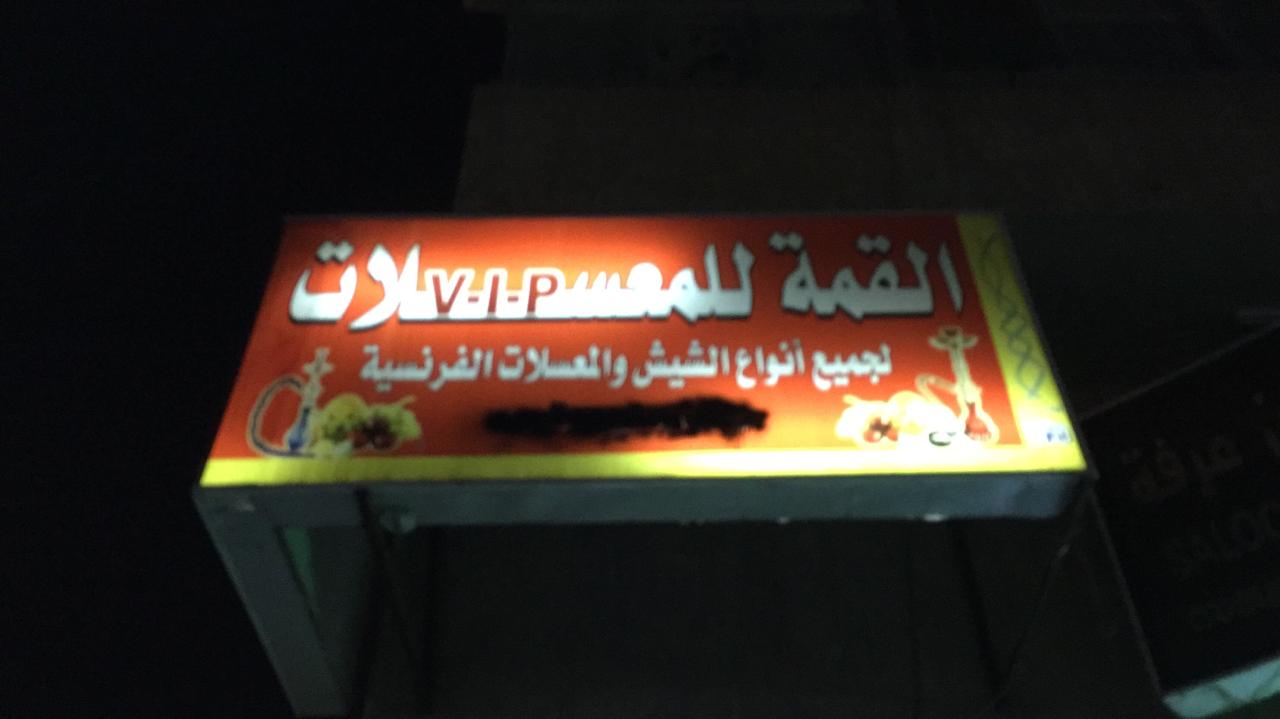 القمة للمعسلات
V-I-P
لجميع أنواع الشيش والمعسلات الفرنسية